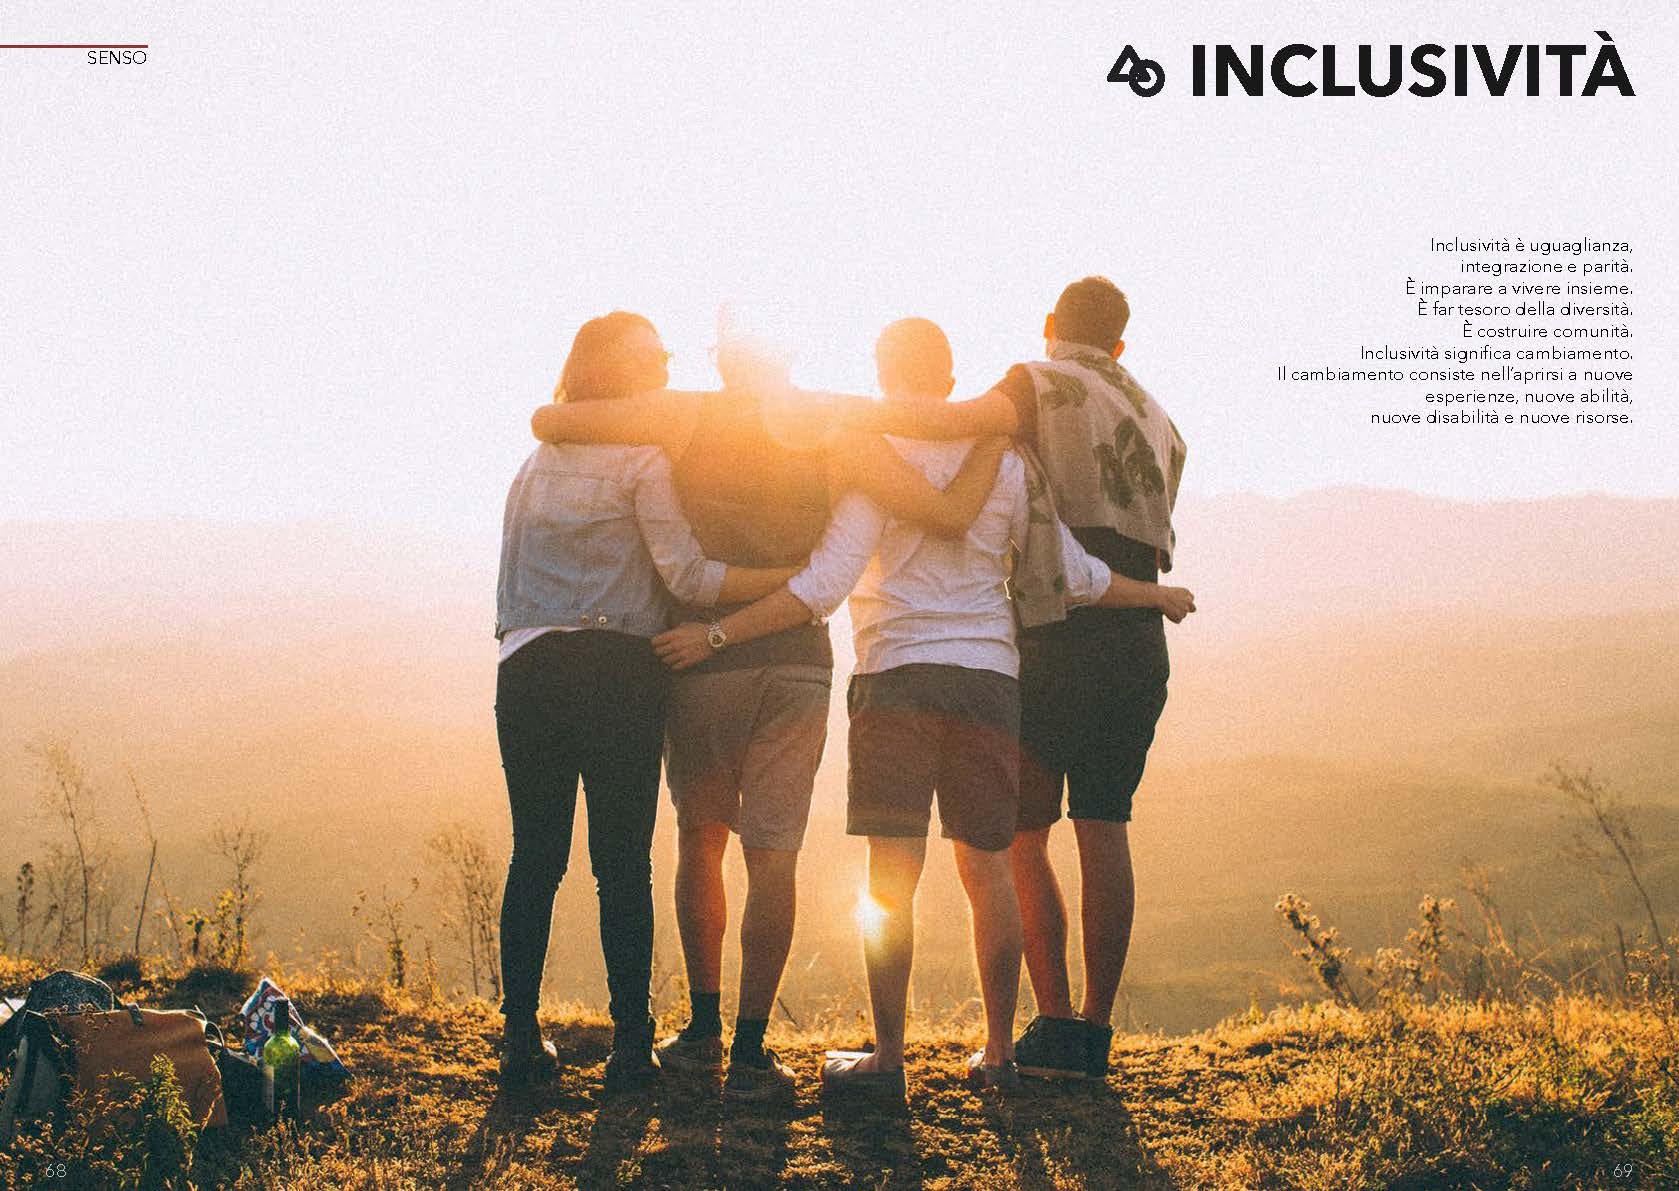 SENSO
INCLUSIVITÀ
Inclusività è uguaglianza,
integrazione e parità.
È imparare a vivere insieme.
È far tesoro della diversità.
È costruire comunità.
Inclusività significa cambiamento.
Il cambiamento consiste nell'aprirsi a nuove
esperienze, nuove abilità,
nuove disabilità e nuove risorse.
68
69